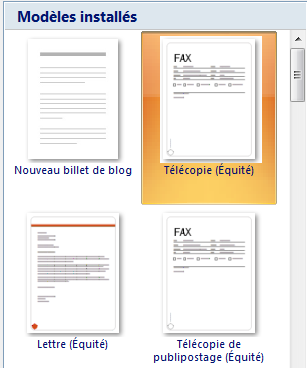 Modèles installés
FAX
Nouveau billet de blog
Télécopie (Équité)
FAX
Lettre (Équité)
Télécopie de
publipostage (Équité)